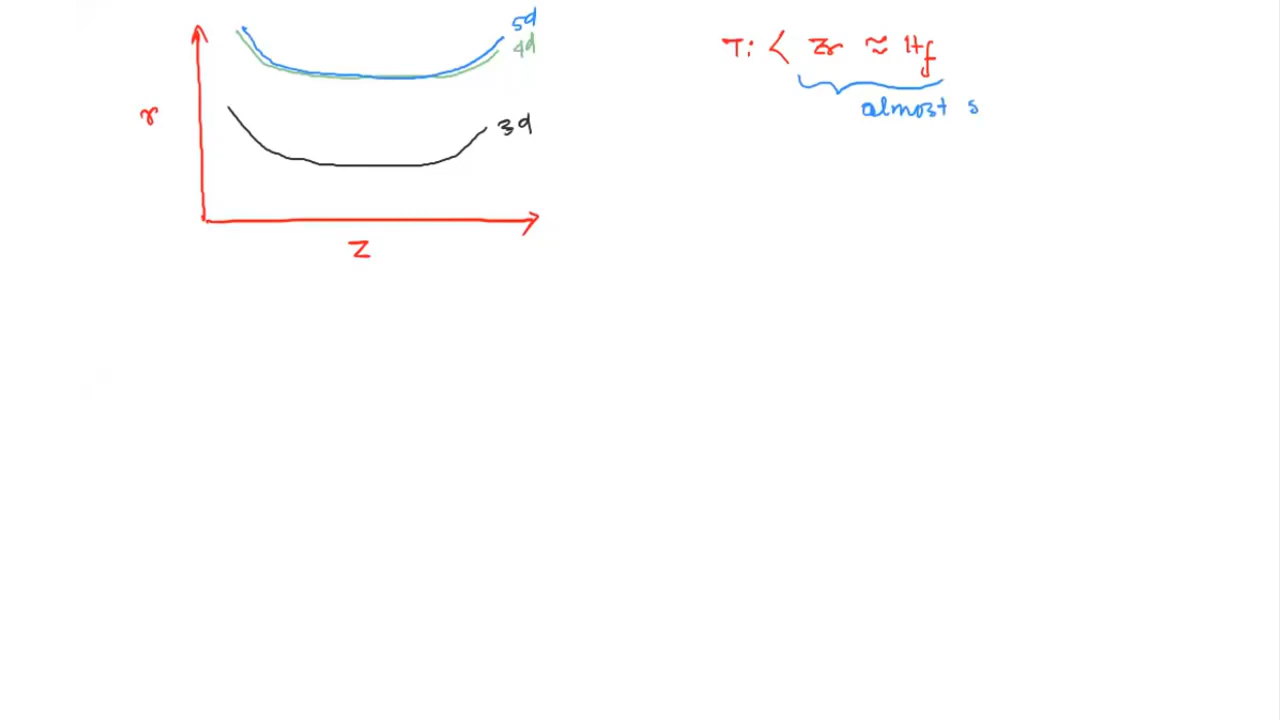 5d
4d
r
3d
Z
Ti < Zr ≈ Hf
almost s